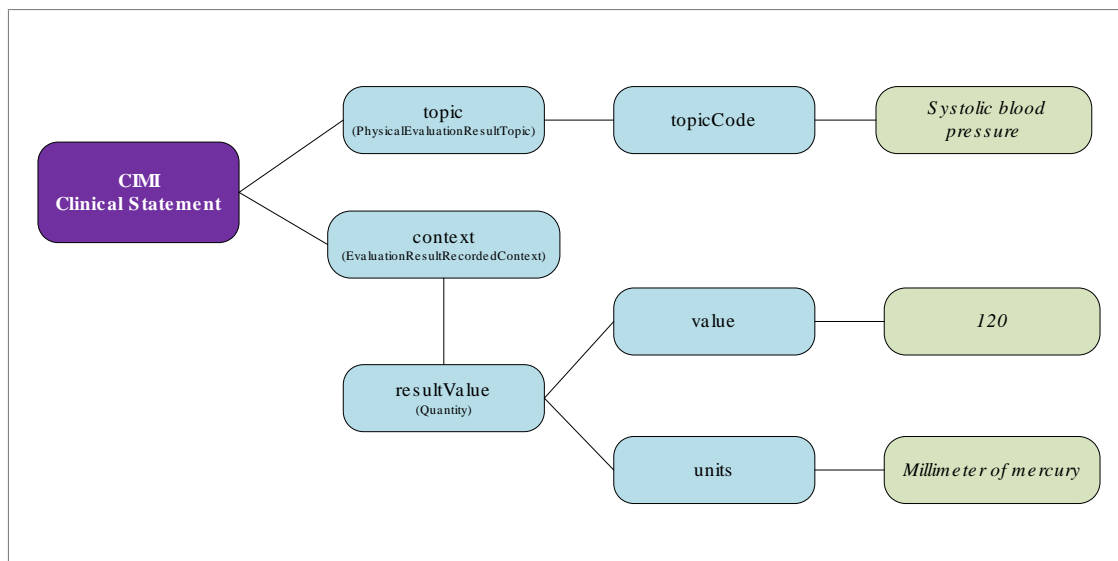 topic
(PhysicalEvaluationResultTopic)
topicCode
Systolic blood
pressure
CIMI
Clinical Statement
context
(EvaluationResultRecordedContext)
value
120
resultValue
(Quantity)
units
Millimeter of mercury